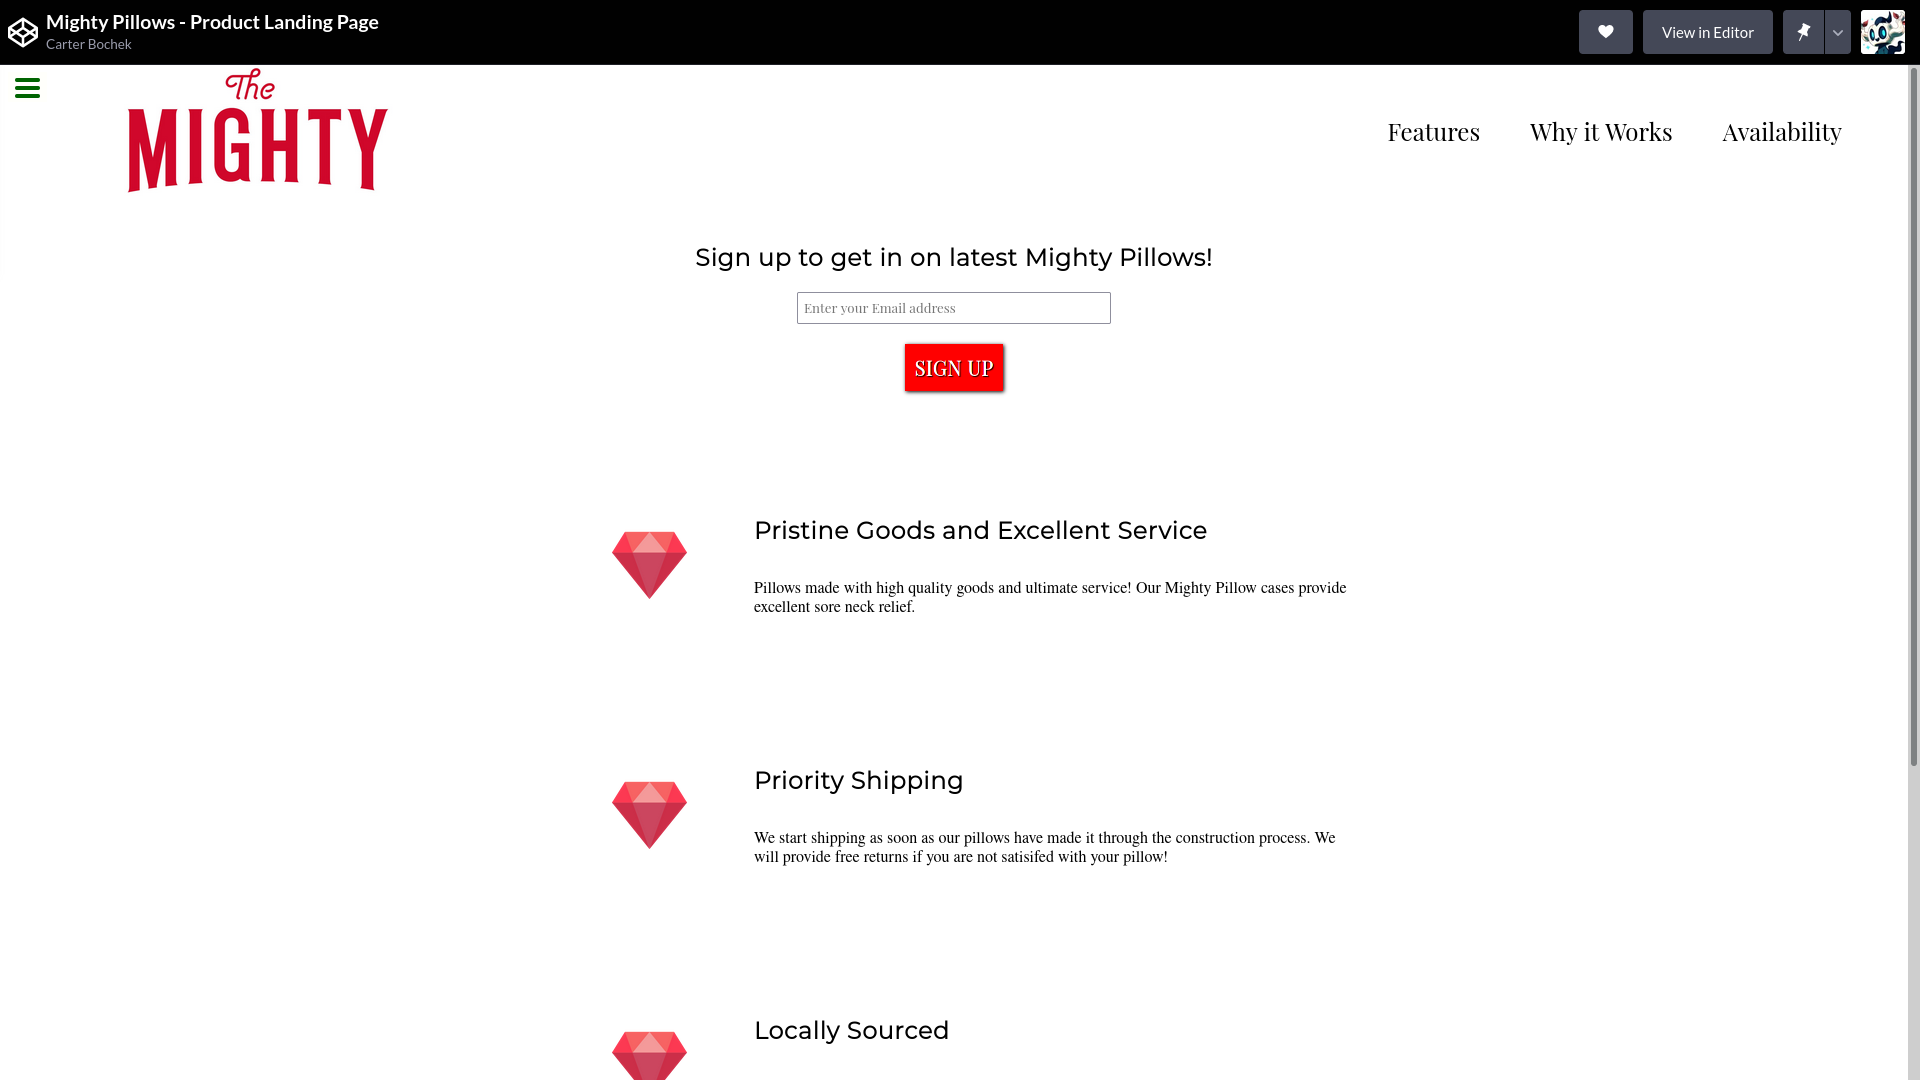 Mighty Pillows - Product Landing Page
Carter Bochek
View in Editor
The
MIGHTY
Features
Why it Works
Availability
Sign up to get in on latest Mighty Pillows!
Enter your Email address
SIGN UP
Pristine Goods and Excellent Service
Pillows made with high quality goods and ultimate service! Our Mighty Pillow cases provide
excellent sore neck relief.
Priority Shipping
We start shipping as soon as our pillows have made it through the construction process. We
will provide free returns if you are not satisifed with your pillow!
Locally Sourced